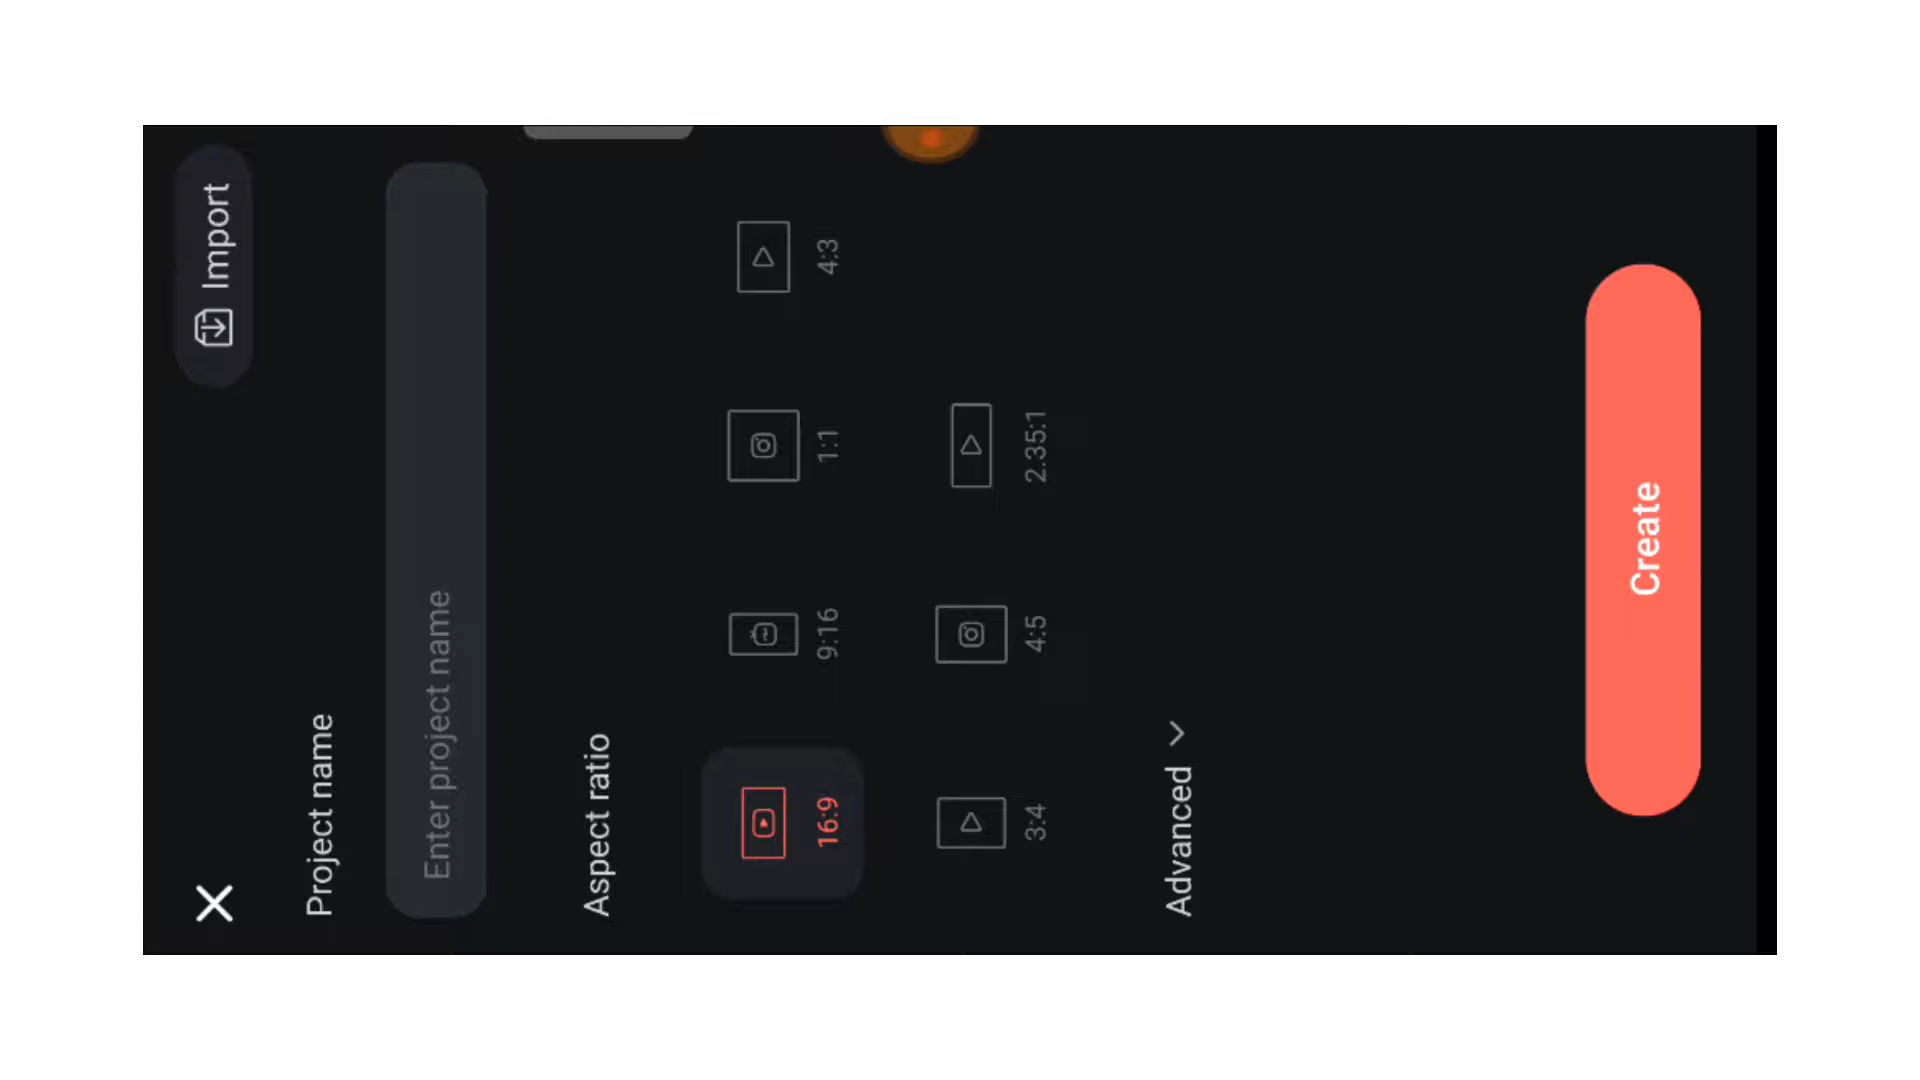 Import
Project name
Enter project name
Aspect ratio
16:9
9:16
1:1
4:3
3:4
4:5
2.35:1
Advanced
Create